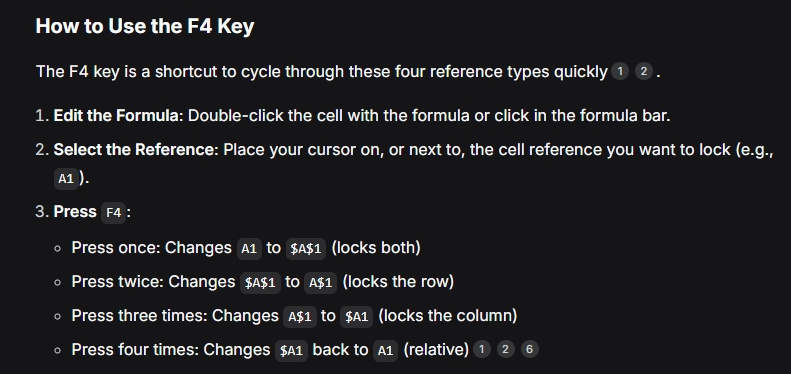 How to Use the F4 Key
The F4 key is a shortcut to cycle through these four reference types quickly 1 2 .
1. Edit the Formula: Double-click the cell with the formula or click in the formula bar.
2. Select the Reference: Place your cursor on, or next to, the cell reference you want to lock (e.g.,
A1 ).
3. Press F4 :
◦ Press once: Changes A1 to $A$1 (locks both)
◦ Press twice: Changes $A$1 to A$1 (locks the row)
◦ Press three times: Changes A$1 to $A1 (locks the column)
◦ Press four times: Changes $A1 back to A1 (relative) 1 2 6